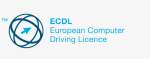 ™ ECDL
European Computer
Driving Licence